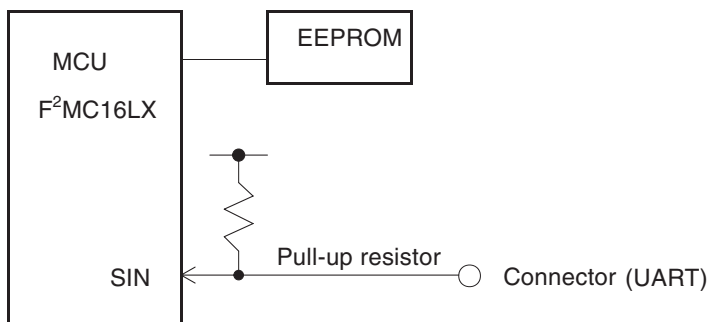 EEPROM
MCU
F²MC16LX
Pull-up resistor
SIN
Connector (UART)